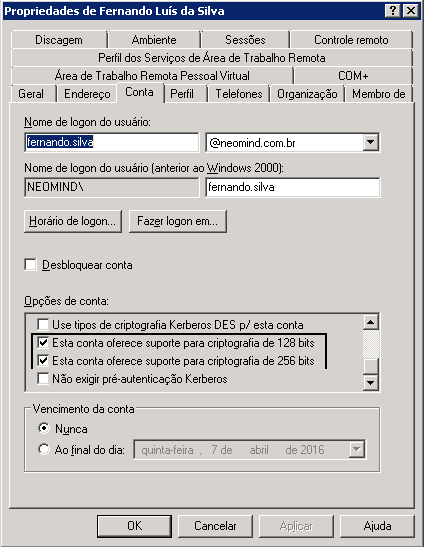 Propriedades de Fernando Luís da Silva
Discagem Ambiente Sessões Controle remoto
Perfil dos Serviços de Área de Trabalho Remota
Área de Trabalho Remota Pessoal Virtual COM+
Geral Endereço Conta Perfil Telefones Organização Membro de
Nome de logon do usuário:
fernando.silva @neomind.com.br
Nome de logon do usuário (anterior ao Windows 2000):
NEOMIND\ fernando.silva
Horário de logon... Fazer logon em...
Desbloquear conta
Opções de conta:
Use tipos de criptografia Kerberos DES p/ esta conta
Esta conta oferece suporte para criptografia de 128 bits
Esta conta oferece suporte para criptografia de 256 bits
Não exigir pré-autenticação Kerberos
Vencimento da conta
Nunca
Ao final do dia: quinta-feira , 7 de abril de 2016
OK Cancelar Aplicar Ajuda